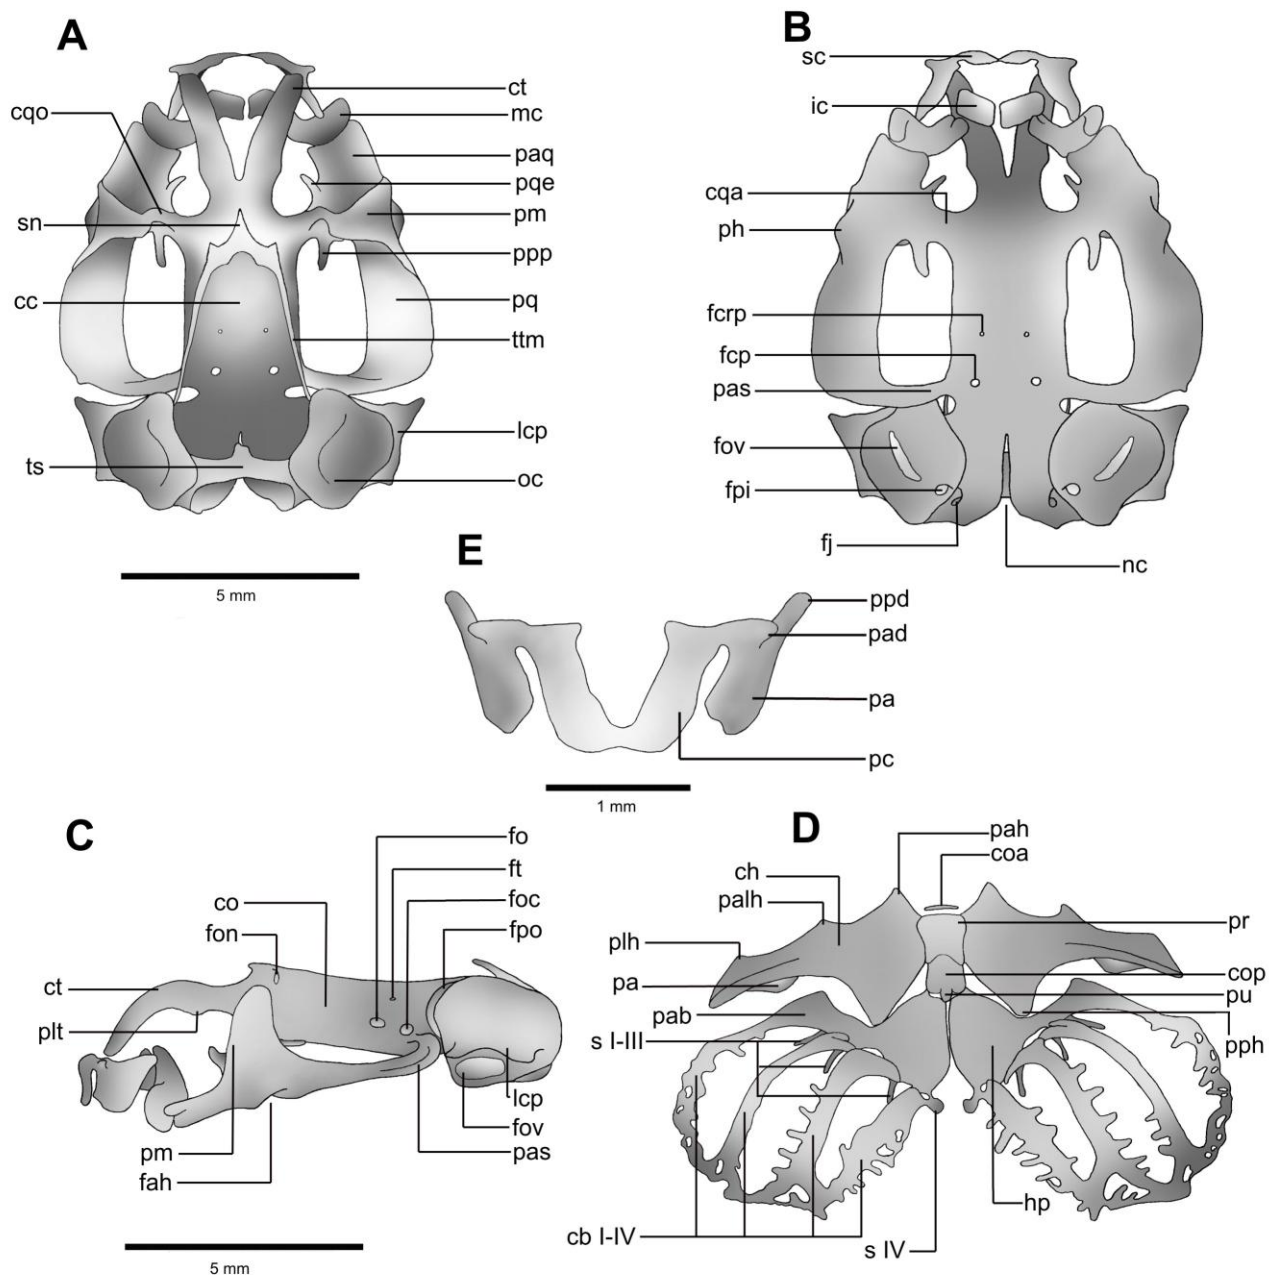 A
cqo
sn
cc
ts
ct
mc
paq
pqe
pm
ppp
pq
ttm
lcp
oc
5 mm
B
sc
ic
cqa
ph
fcrp
fcp
pas
fov
fpi
fj
nc
E
ppd
pad
pa
pc
1 mm
C
fo
ft
foc
fpo
co
fon
ct
plt
pm
fah
lcp
fov
pas
5 mm
D
pah
coa
ch
palh
plh
pa
pab
s I-III
pr
cop
pu
pph
hp
cb I-IV
s IV